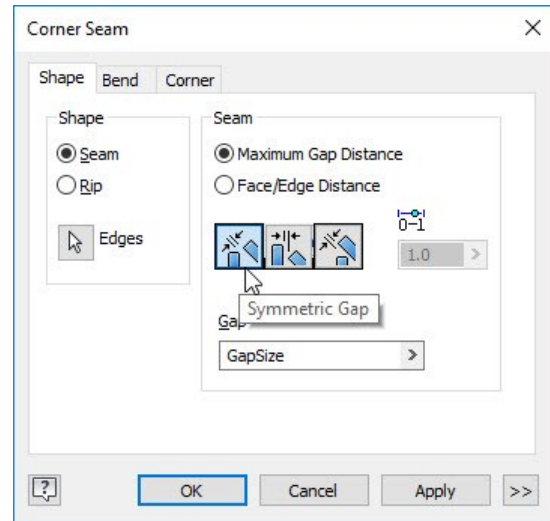 Corner Seam
Shape Bend Corner
Shape
Seam
Rip
Edges
Seam
Maximum Gap Distance
Face/Edge Distance
0-1
1.0 >
Symmetric Gap
Gap
GapSize >
? OK Cancel Apply >>